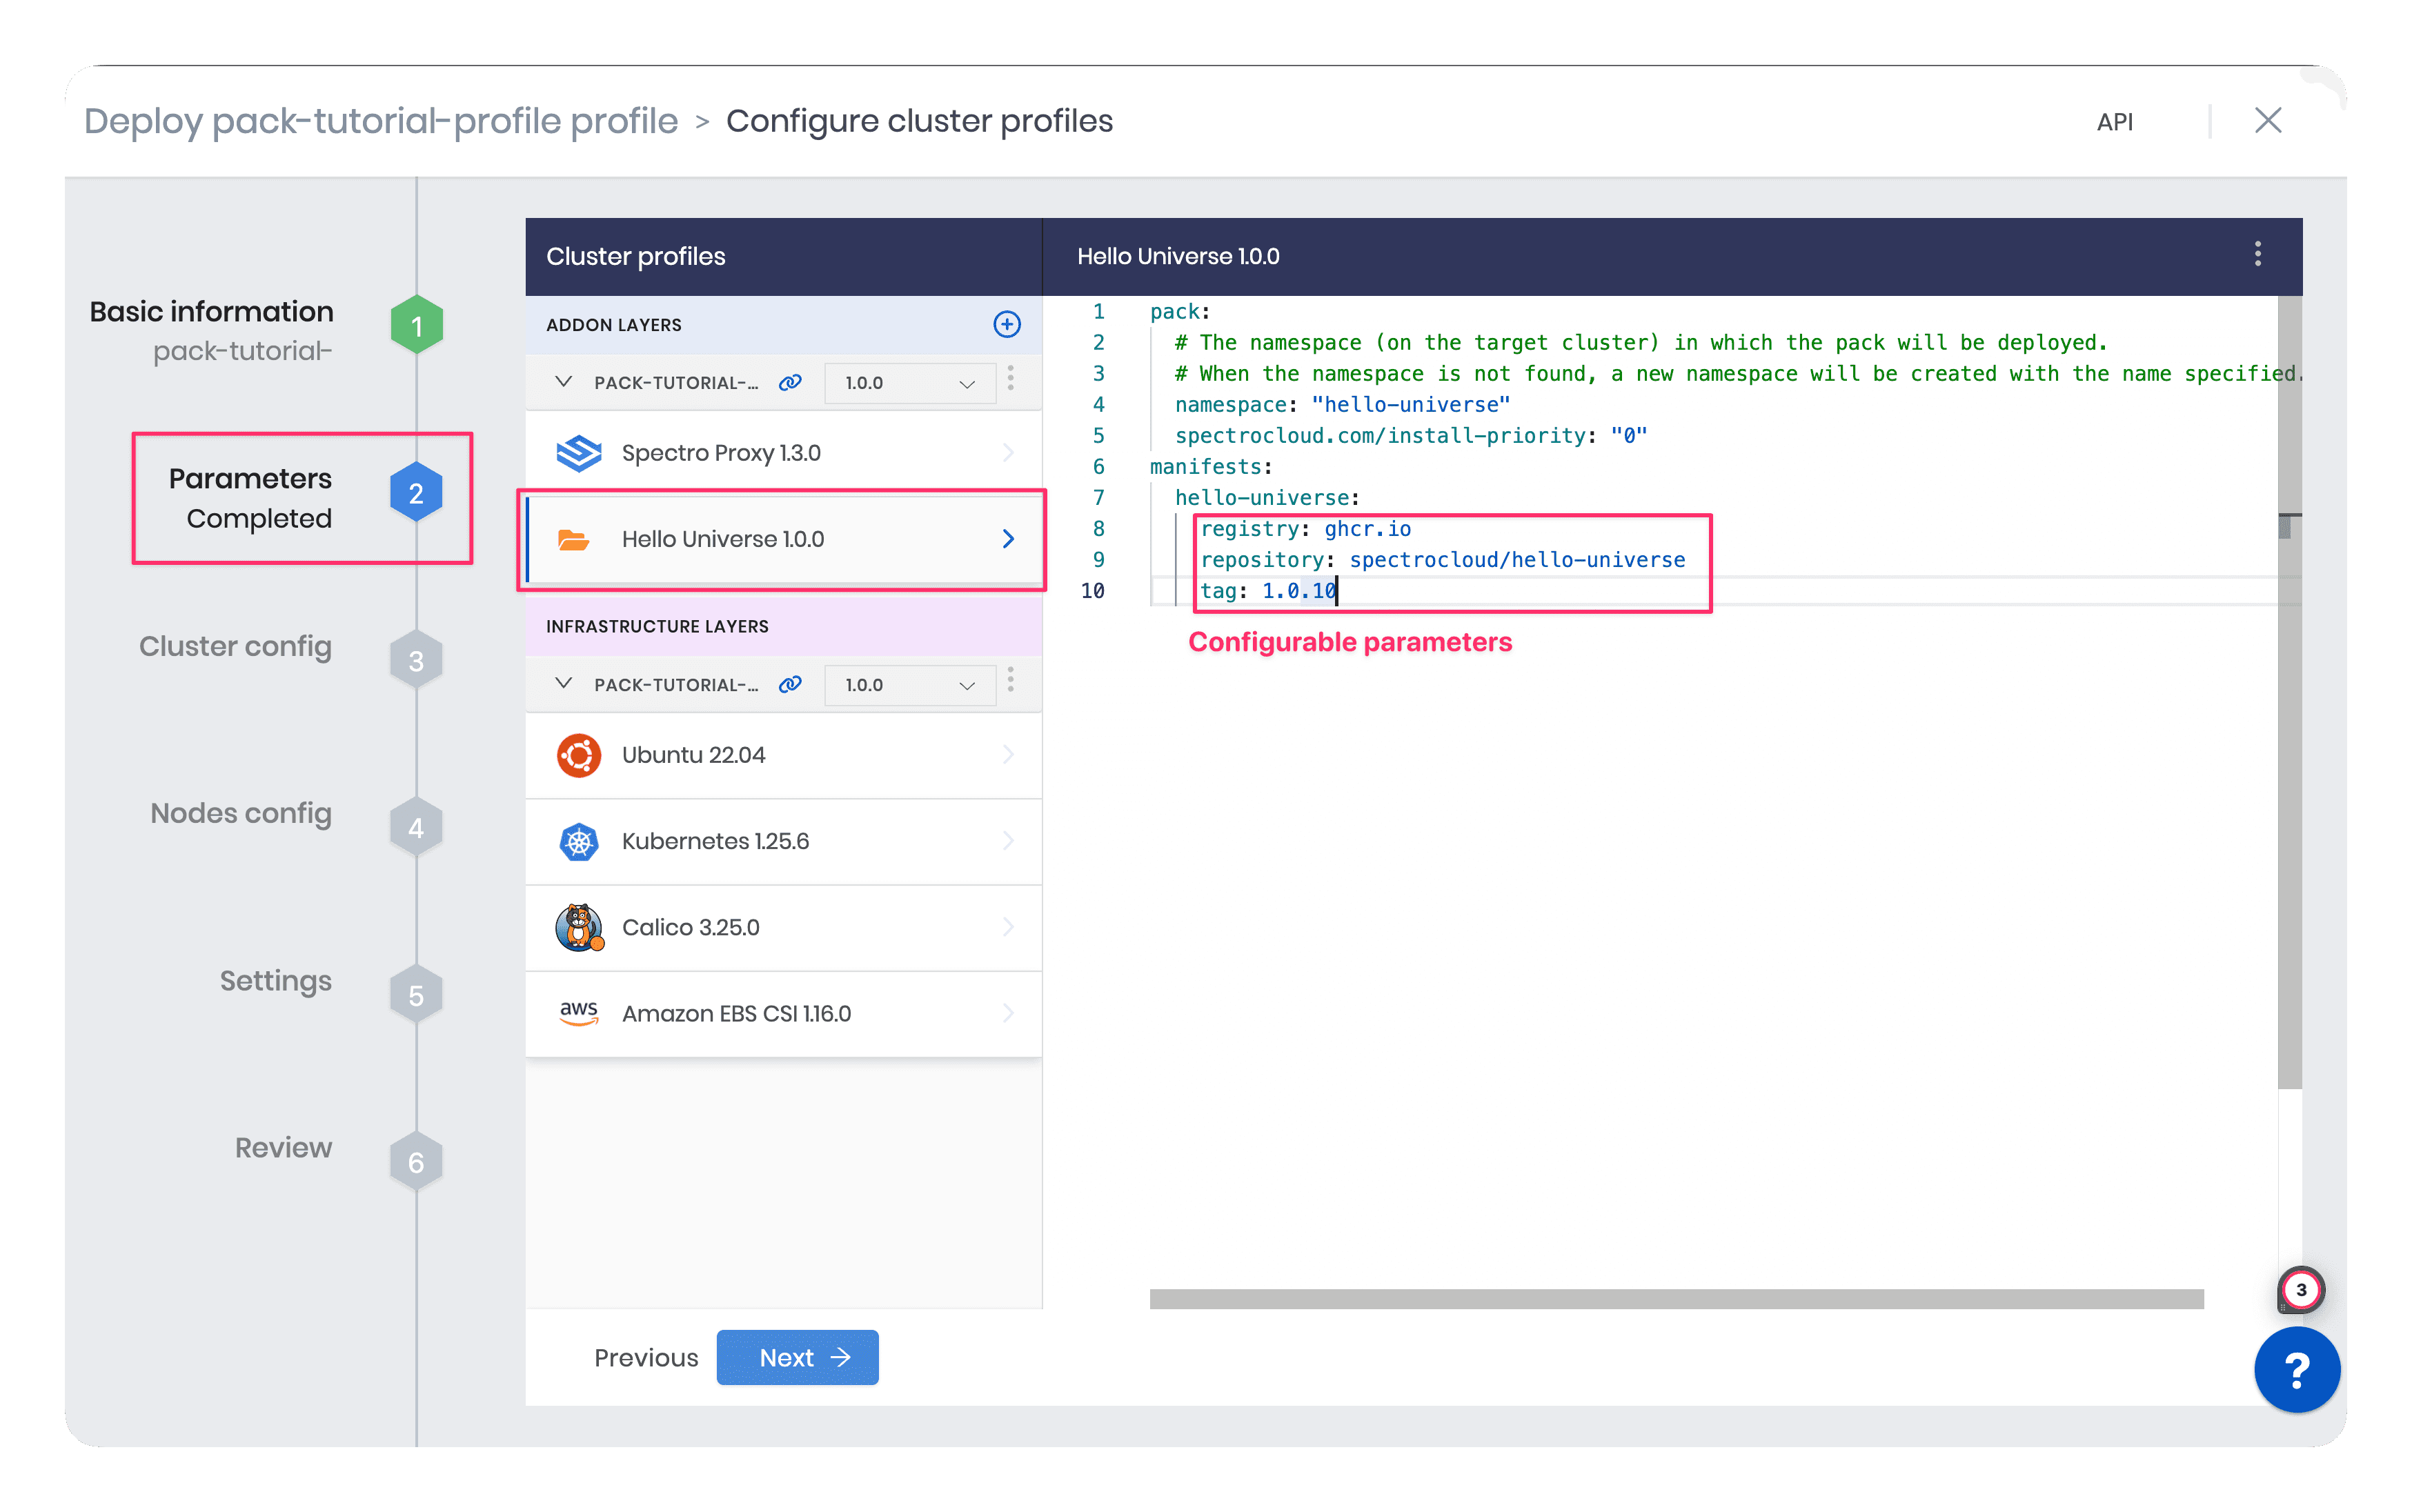 Deploy pack-tutorial-profile profile > Configure cluster profiles
API
Basic information
pack-tutorial-
1
Parameters
Completed
2
Cluster config
3
Nodes config
4
Settings
5
Review
6
Cluster profiles
ADDON LAYERS
PACK-TUTORIAL-... 1.0.0
Spectro Proxy 1.3.0
Hello Universe 1.0.0
INFRASTRUCTURE LAYERS
PACK-TUTORIAL-... 1.0.0
Ubuntu 22.04
Kubernetes 1.25.6
Calico 3.25.0
aws
Amazon EBS CSI 1.16.0
Hello Universe 1.0.0
1 pack:
2 # The namespace (on the target cluster) in which the pack will be deployed.
3 # When the namespace is not found, a new namespace will be created with the name specified.
4 namespace: "hello-universe"
5 spectrocloud.com/install-priority: "0"
6 manifests:
7 hello-universe:
8 registry: ghcr.io
9 repository: spectrocloud/hello-universe
10 tag: 1.0.10
Configurable parameters
Previous
Next →
3
?